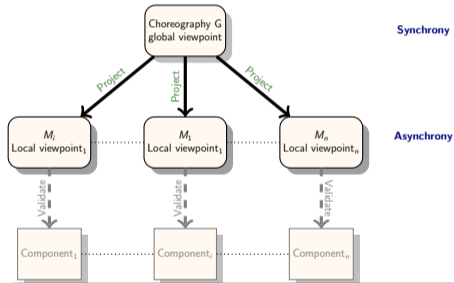 Choreography G
global viewpoint
Synchrony
Project
Project
Project
Mᵢ
Local viewpoint₁
M₁
Local viewpoint₁
Mₙ
Local viewpointₙ
Asynchrony
Validate
Validate
Validate
Component₁
Componentᵢ
Componentₙ